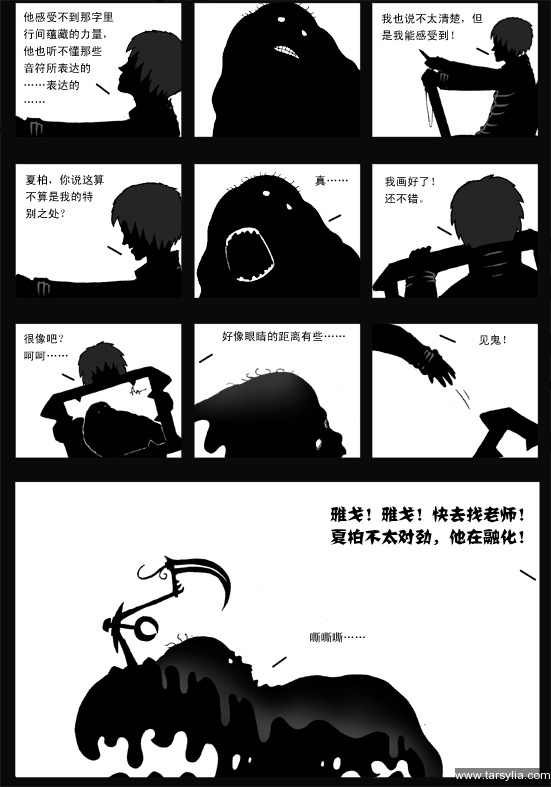 他感受不到那字里
行间蕴藏的力量，
他也听不懂那些
音符所表达的
……表达的
……
我也说不太清楚，但
是我能感受到！
夏柏，你说这算
不算是我的特
别之处？
真……
我画好了！
还不错。
很像吧？
呵呵……
好像眼睛的距离有些……
见鬼！
雅戈！雅戈！快去找老师！
夏柏不太对劲，他在融化！
嘶嘶嘶……
www.tarsylia.com